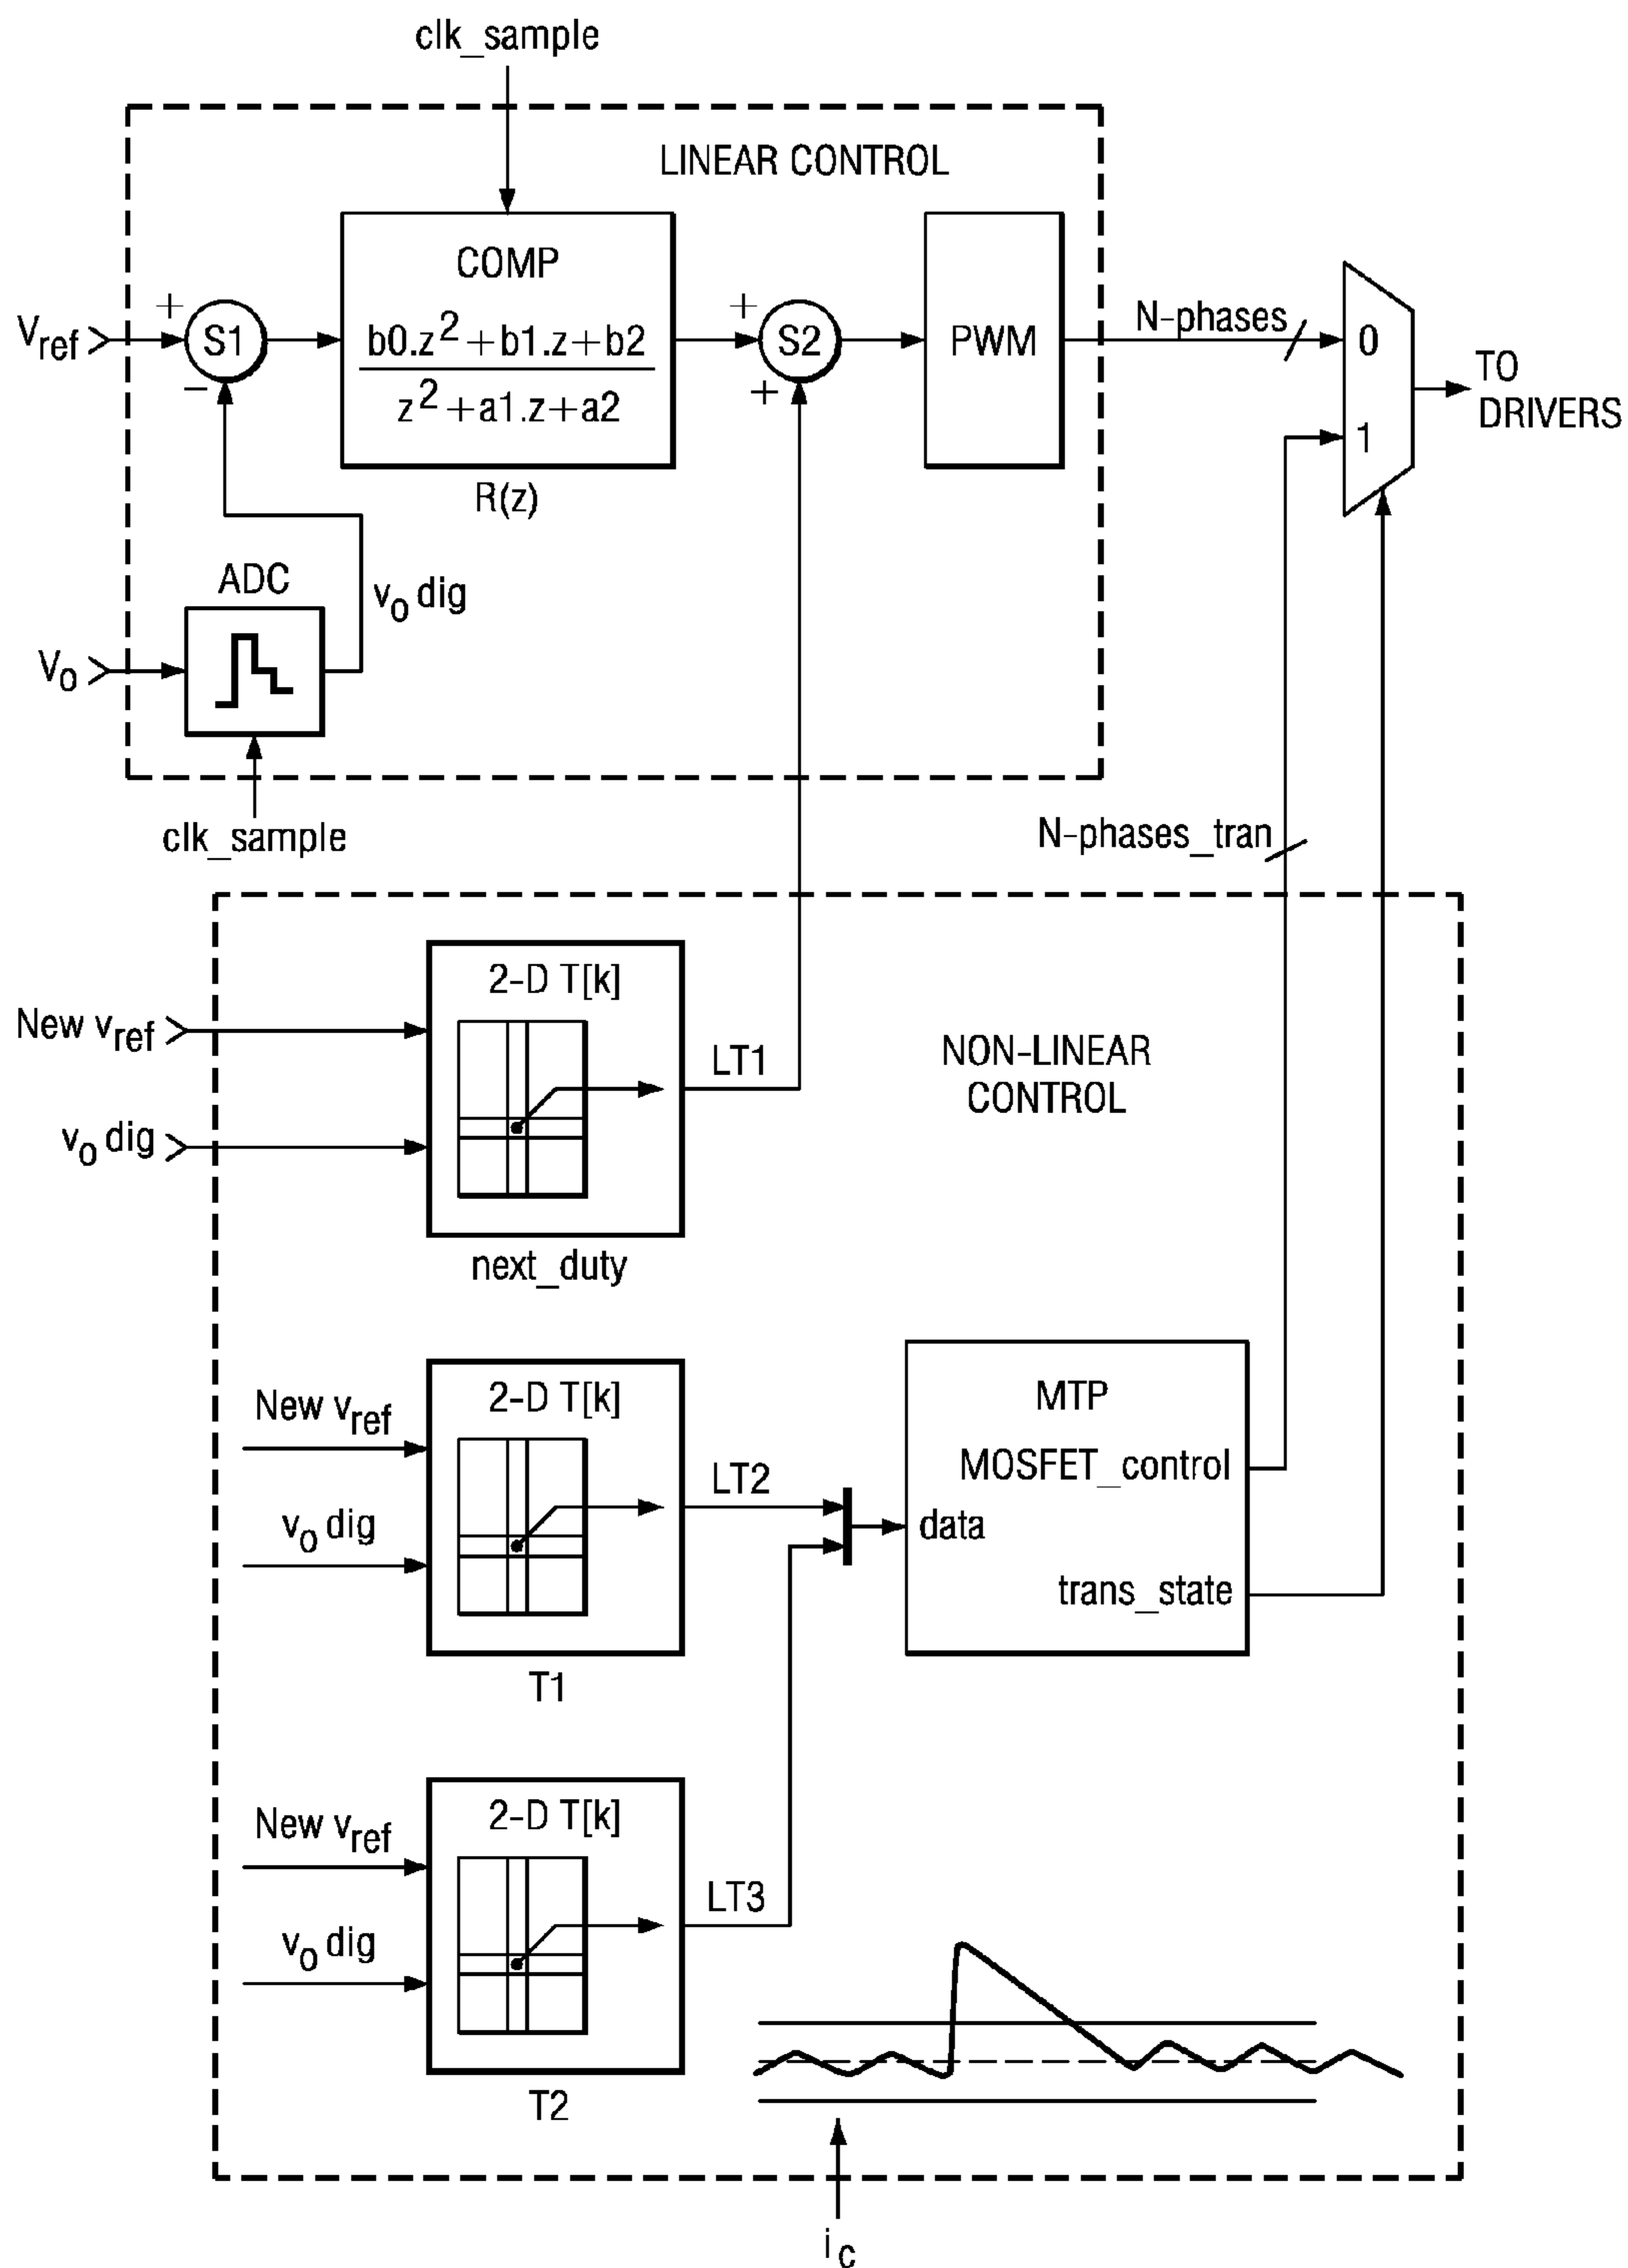 clk_sample
LINEAR CONTROL
COMP
b0.z2+b1.z+b2
z2+a1.z+a2
R(z)
Vref
+
S1
−
+
S2
+
PWM
N-phases
0
1
TO
DRIVERS
ADC
vo dig
Vo
clk_sample
N-phases_tran
2-D T[k]
New vref
vo dig
LT1
next_duty
NON-LINEAR
CONTROL
2-D T[k]
New vref
vo dig
LT2
T1
MTP
MOSFET_control
data
trans_state
2-D T[k]
New vref
vo dig
LT3
T2
ic